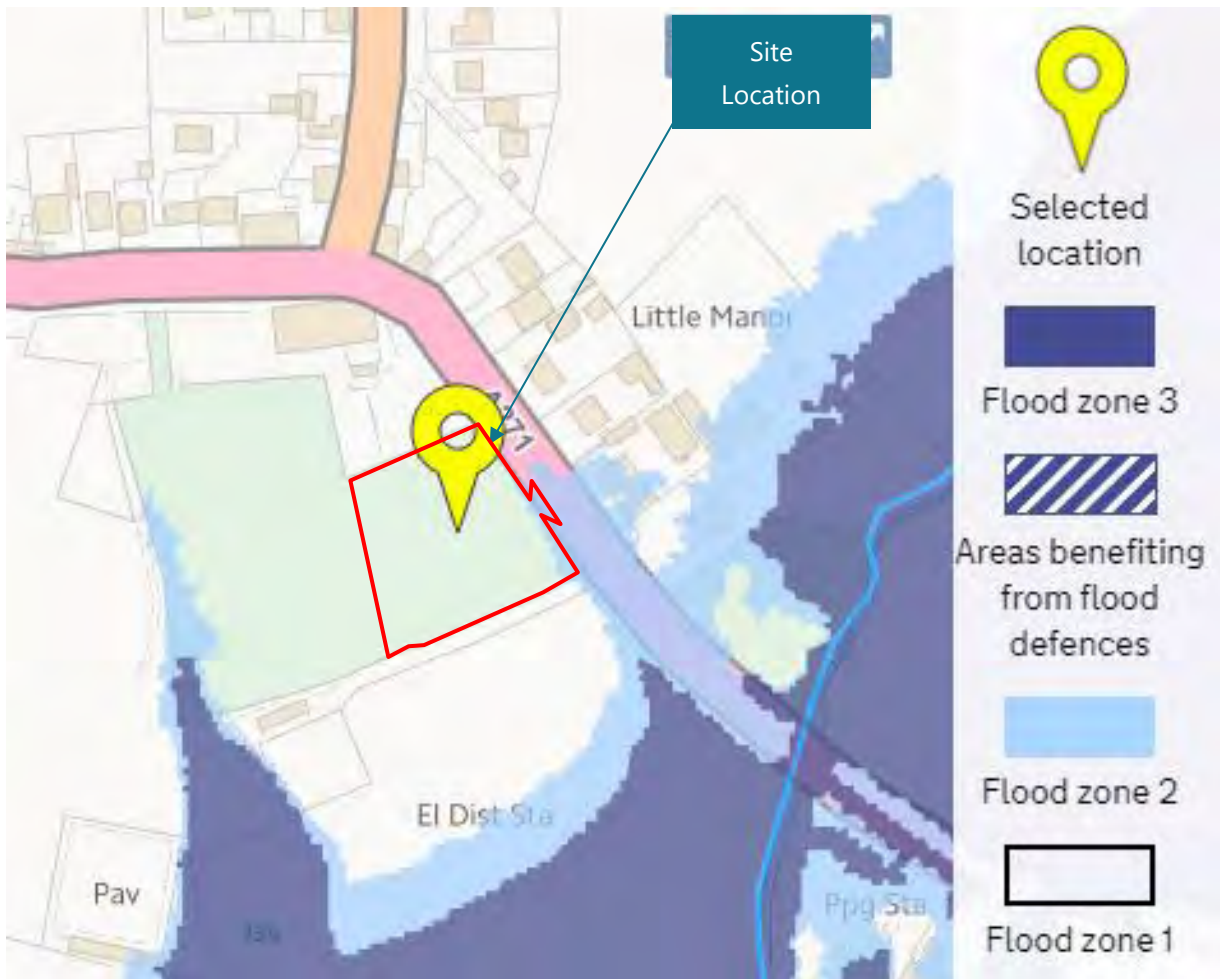 Site
Location
Selected
location
Little Manor
Flood zone 3
Areas benefiting
from flood
defences
Flood zone 2
El Dist Sta
Pav
Ppg Sta
Flood zone 1